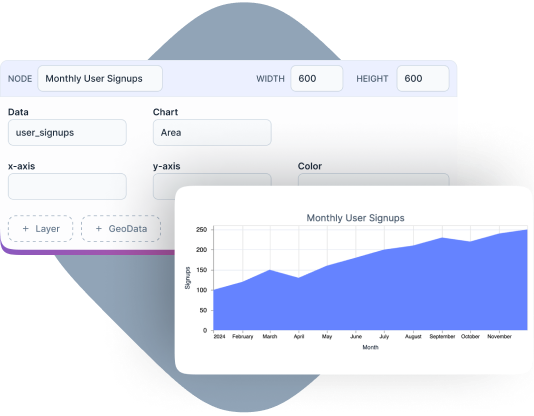 NODE Monthly User Signups WIDTH 600 HEIGHT 600
Data Chart
user_signups Area
x-axis y-axis Color
+ Layer + GeoData
Monthly User Signups
250
200
150
100
50
0
Signups
2024 February March April May June July August September October November
Month